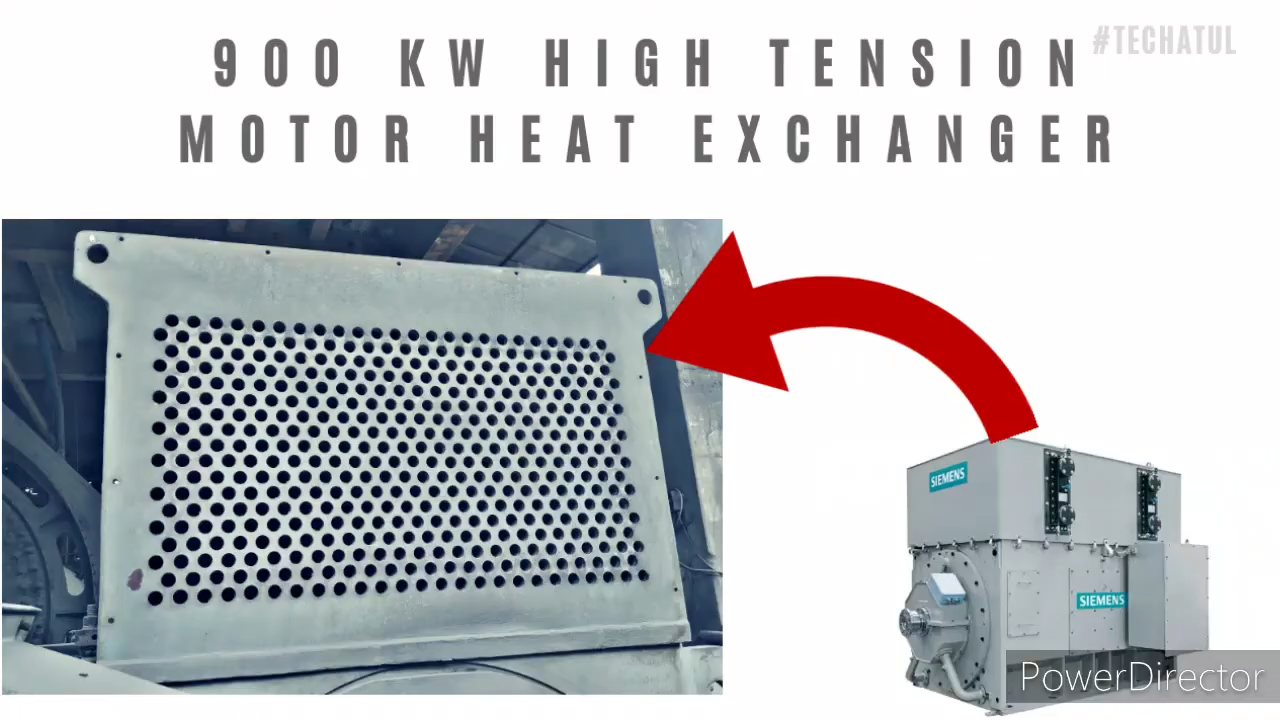 900 KW HIGH TENSION
#TECHATUL
MOTOR HEAT EXCHANGER
SIEMENS
SIEMENS
PowerDirector